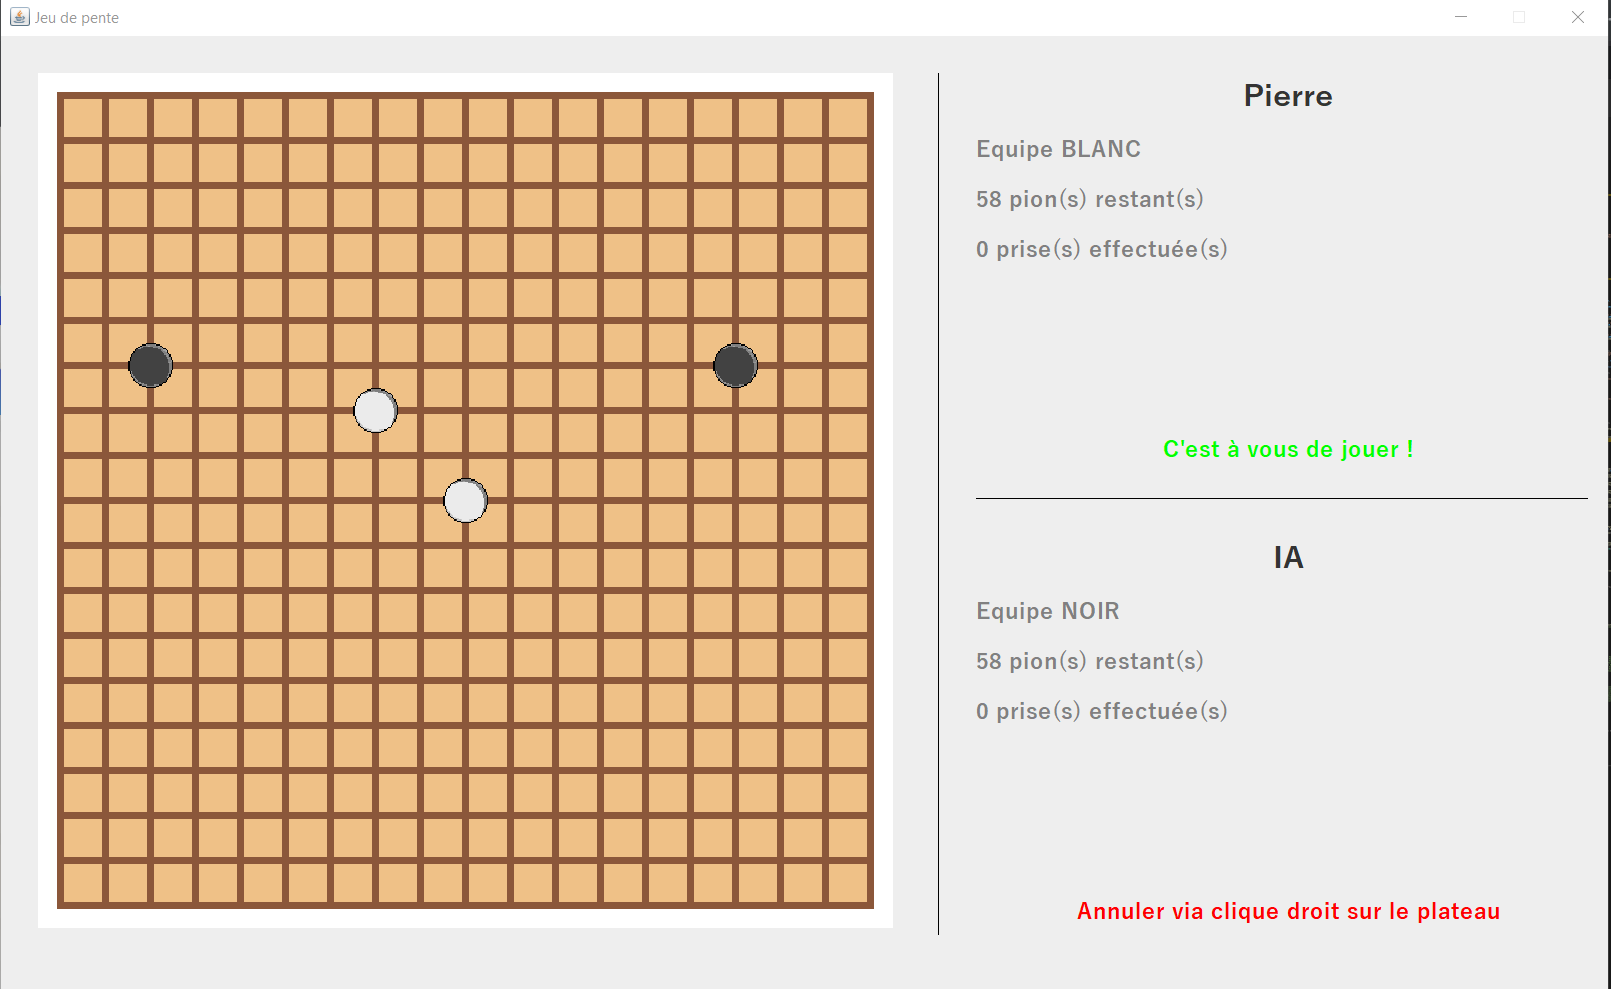 Jeu de pente
Pierre
Equipe BLANC
58 pion(s) restant(s)
0 prise(s) effectuée(s)
C'est à vous de jouer !
IA
Equipe NOIR
58 pion(s) restant(s)
0 prise(s) effectuée(s)
Annuler via clique droit sur le plateau